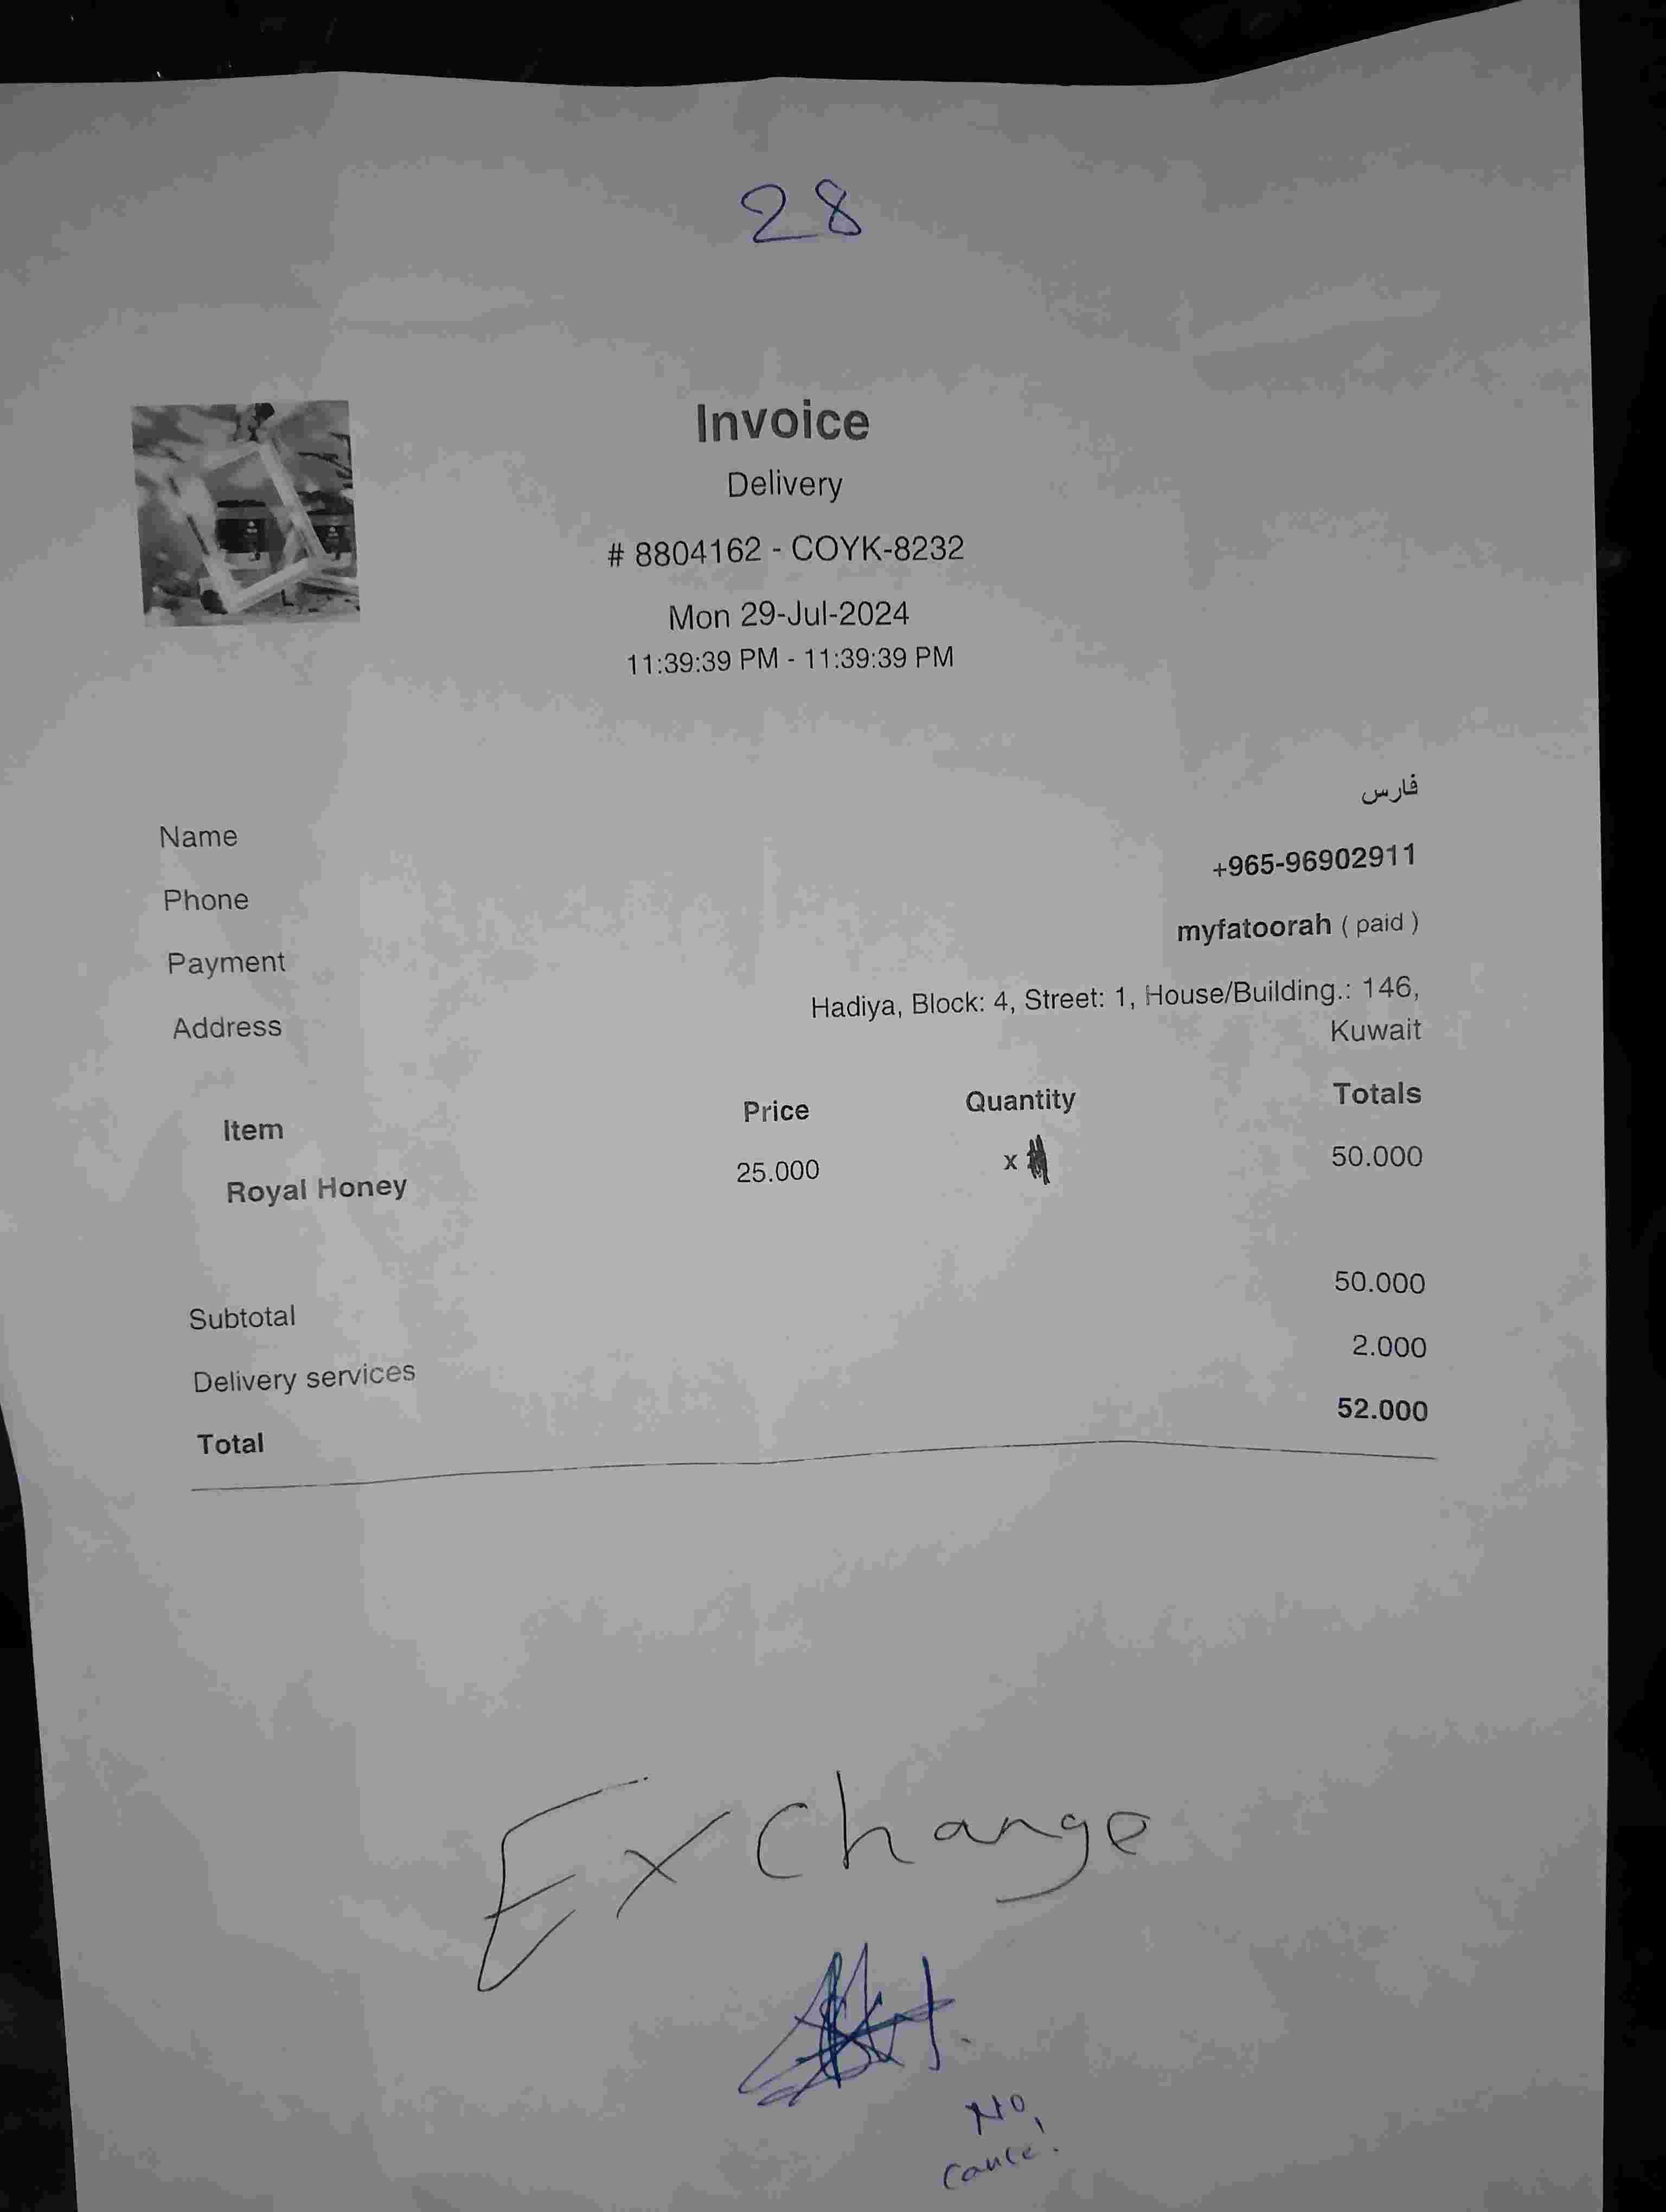 28
Invoice
Delivery
# 8804162 - COYK-8232
Mon 29-Jul-2024
11:39:39 PM - 11:39:39 PM
Name فارس
Phone +965-96902911
Payment myfatoorah ( paid )
Address Hadiya, Block: 4, Street: 1, House/Building.: 146,
Kuwait
Item Price Quantity Totals
Royal Honey 25.000 x 50.000
Subtotal 50.000
Delivery services 2.000
Total 52.000
Exchange
No,